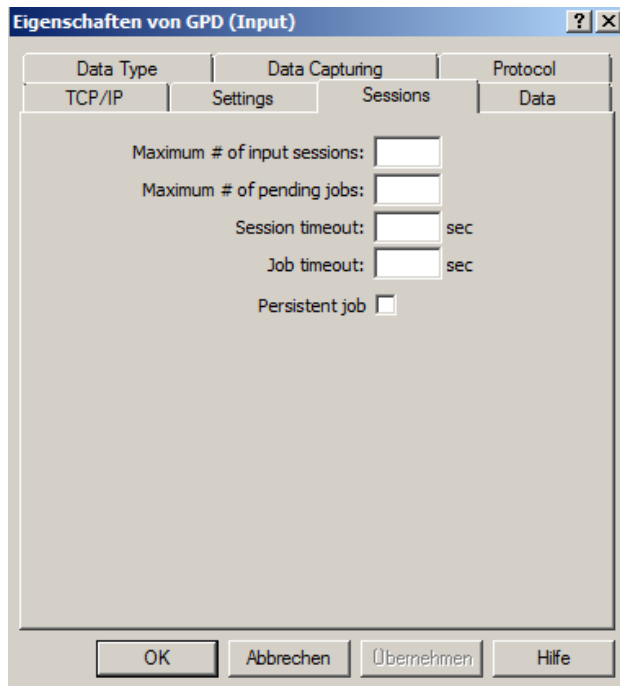 Eigenschaften von GPD (Input)
Data Type Data Capturing Protocol
TCP/IP Settings Sessions Data
Maximum # of input sessions:
Maximum # of pending jobs:
Session timeout: sec
Job timeout: sec
Persistent job
OK Abbrechen Übernehmen Hilfe